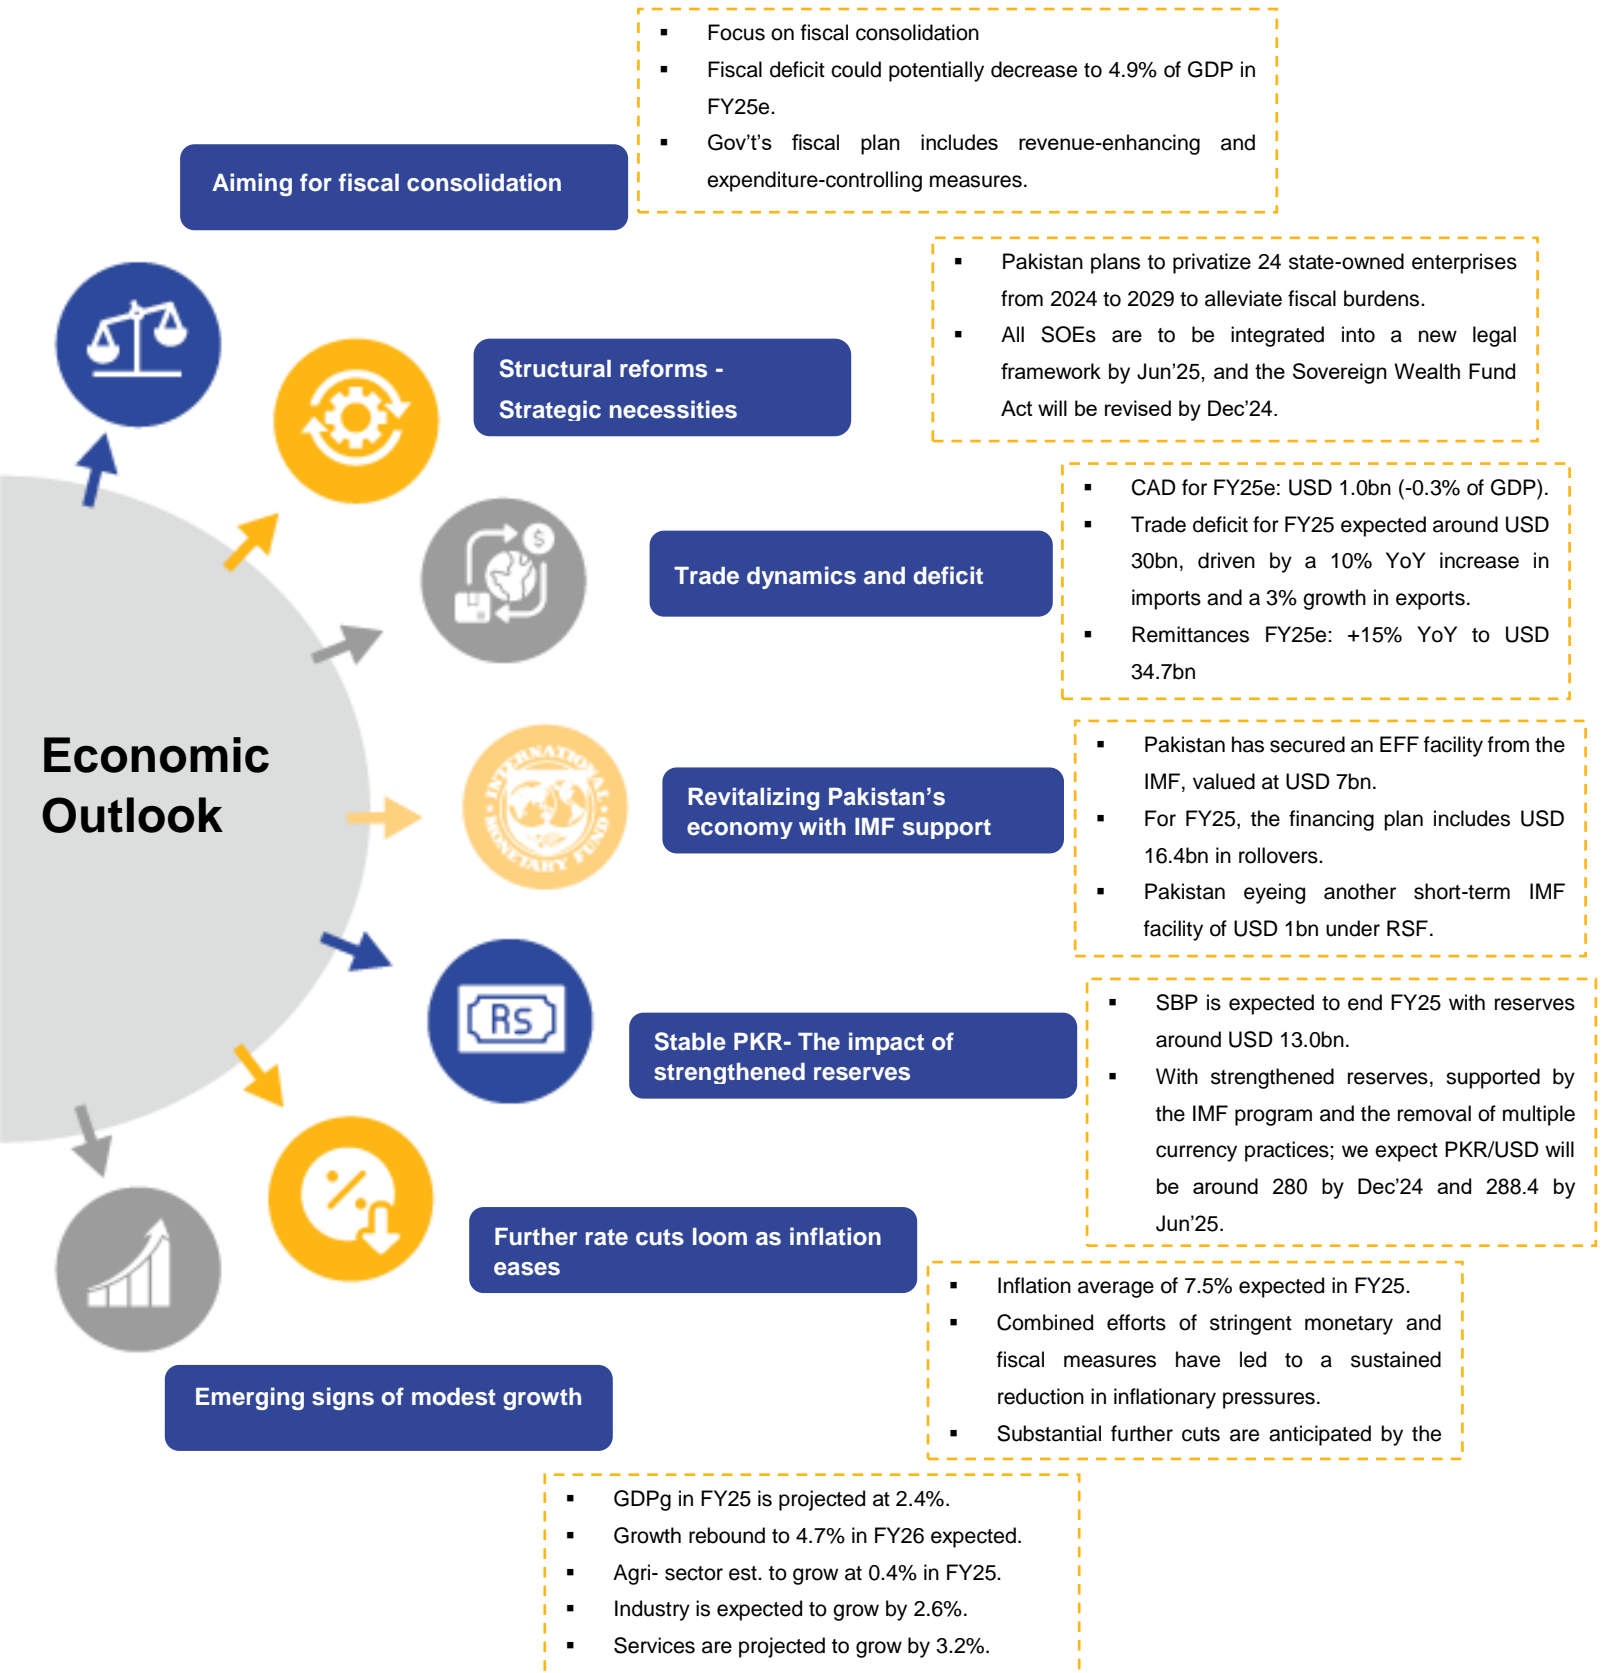 ▪ Focus on fiscal consolidation
▪ Fiscal deficit could potentially decrease to 4.9% of GDP in
FY25e.
▪ Gov't's fiscal plan includes revenue-enhancing and
expenditure-controlling measures.
Aiming for fiscal consolidation
▪ Pakistan plans to privatize 24 state-owned enterprises
from 2024 to 2029 to alleviate fiscal burdens.
▪ All SOEs are to be integrated into a new legal
framework by Jun’25, and the Sovereign Wealth Fund
Act will be revised by Dec’24.
Structural reforms -
Strategic necessities
▪ CAD for FY25e: USD 1.0bn (-0.3% of GDP).
▪ Trade deficit for FY25 expected around USD
30bn, driven by a 10% YoY increase in
imports and a 3% growth in exports.
▪ Remittances FY25e: +15% YoY to USD
34.7bn
$
Trade dynamics and deficit
Economic
Outlook
▪ Pakistan has secured an EFF facility from the
IMF, valued at USD 7bn.
▪ For FY25, the financing plan includes USD
16.4bn in rollovers.
▪ Pakistan eyeing another short-term IMF
facility of USD 1bn under RSF.
INTERNATIONAL
MONETARY FUND
Revitalizing Pakistan’s
economy with IMF support
▪ SBP is expected to end FY25 with reserves
around USD 13.0bn.
▪ With strengthened reserves, supported by
the IMF program and the removal of multiple
currency practices; we expect PKR/USD will
be around 280 by Dec’24 and 288.4 by
Jun’25.
RS
Stable PKR- The impact of
strengthened reserves
%
Further rate cuts loom as inflation
eases
▪ Inflation average of 7.5% expected in FY25.
▪ Combined efforts of stringent monetary and
fiscal measures have led to a sustained
reduction in inflationary pressures.
▪ Substantial further cuts are anticipated by the
Emerging signs of modest growth
▪ GDPg in FY25 is projected at 2.4%.
▪ Growth rebound to 4.7% in FY26 expected.
▪ Agri- sector est. to grow at 0.4% in FY25.
▪ Industry is expected to grow by 2.6%.
▪ Services are projected to grow by 3.2%.